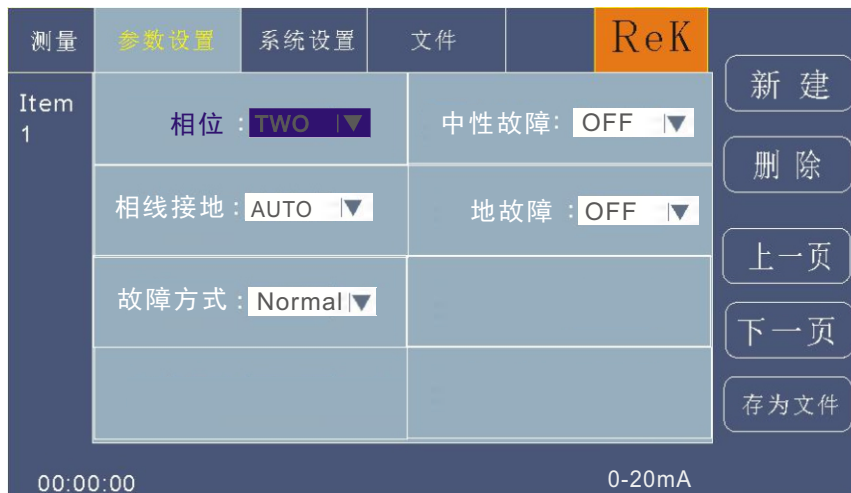 测量 参数设置 系统设置 文件 ReK
Item
1
相位 : TWO
中性故障: OFF
相线接地 : AUTO
地故障 : OFF
故障方式 : Normal
新 建
删 除
上一页
下一页
存为文件
00:00:00 0-20mA